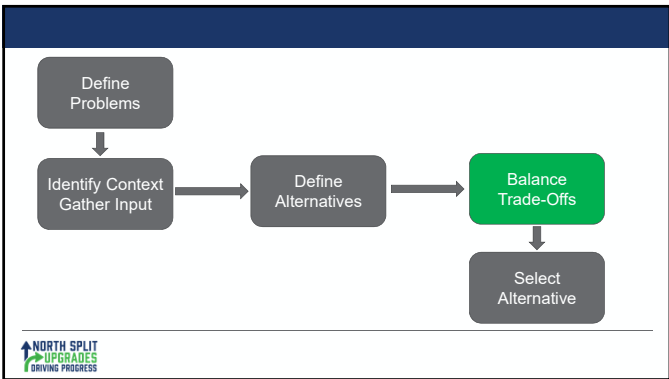 Define
Problems
Identify Context
Gather Input
Define
Alternatives
Balance
Trade-Offs
Select
Alternative
NORTH SPLIT
UPGRADES
DRIVING PROGRESS